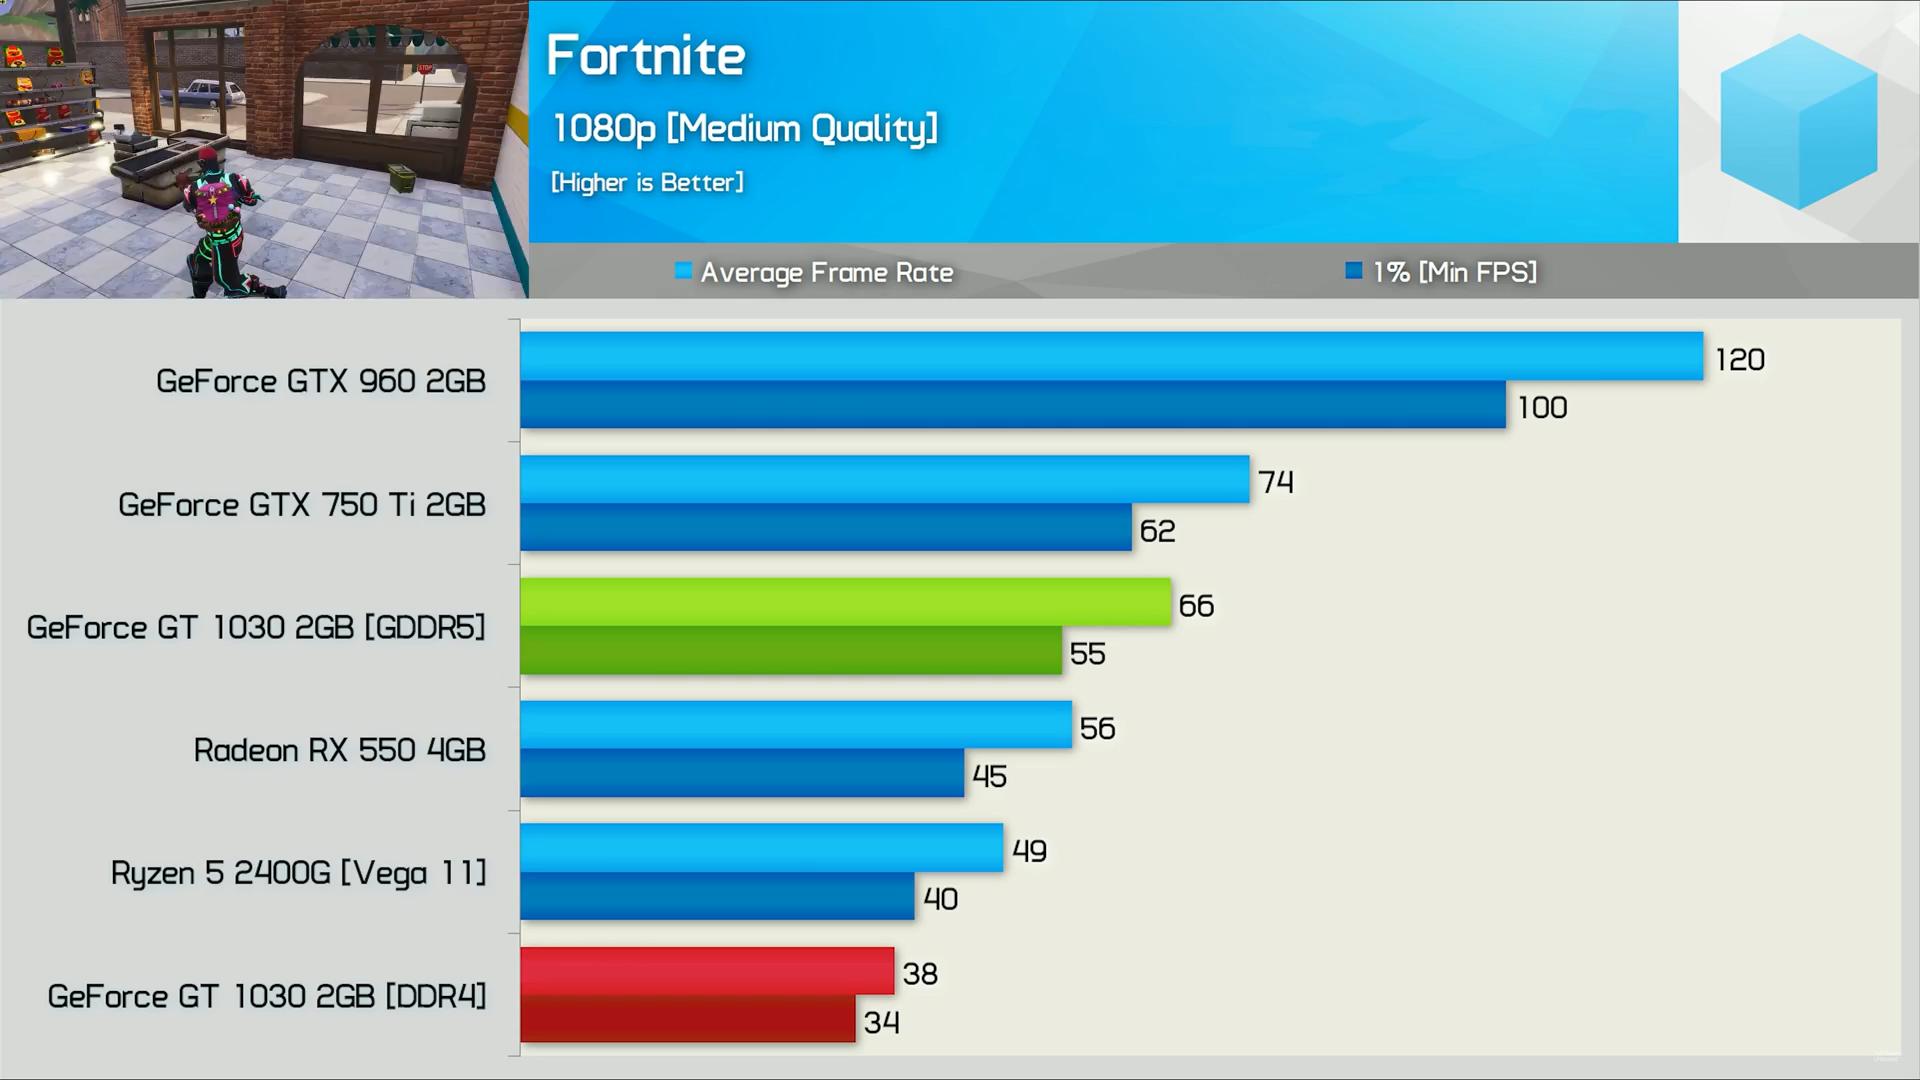 Fortnite
1080p [Medium Quality]
[Higher is Better]
Average Frame Rate
1% [Min FPS]
STOP
GeForce GTX 960 2GB
120
100
GeForce GTX 750 Ti 2GB
74
62
GeForce GT 1030 2GB [GDDR5]
66
55
Radeon RX 550 4GB
56
45
Ryzen 5 2400G [Vega 11]
49
40
GeForce GT 1030 2GB [DDR4]
38
34